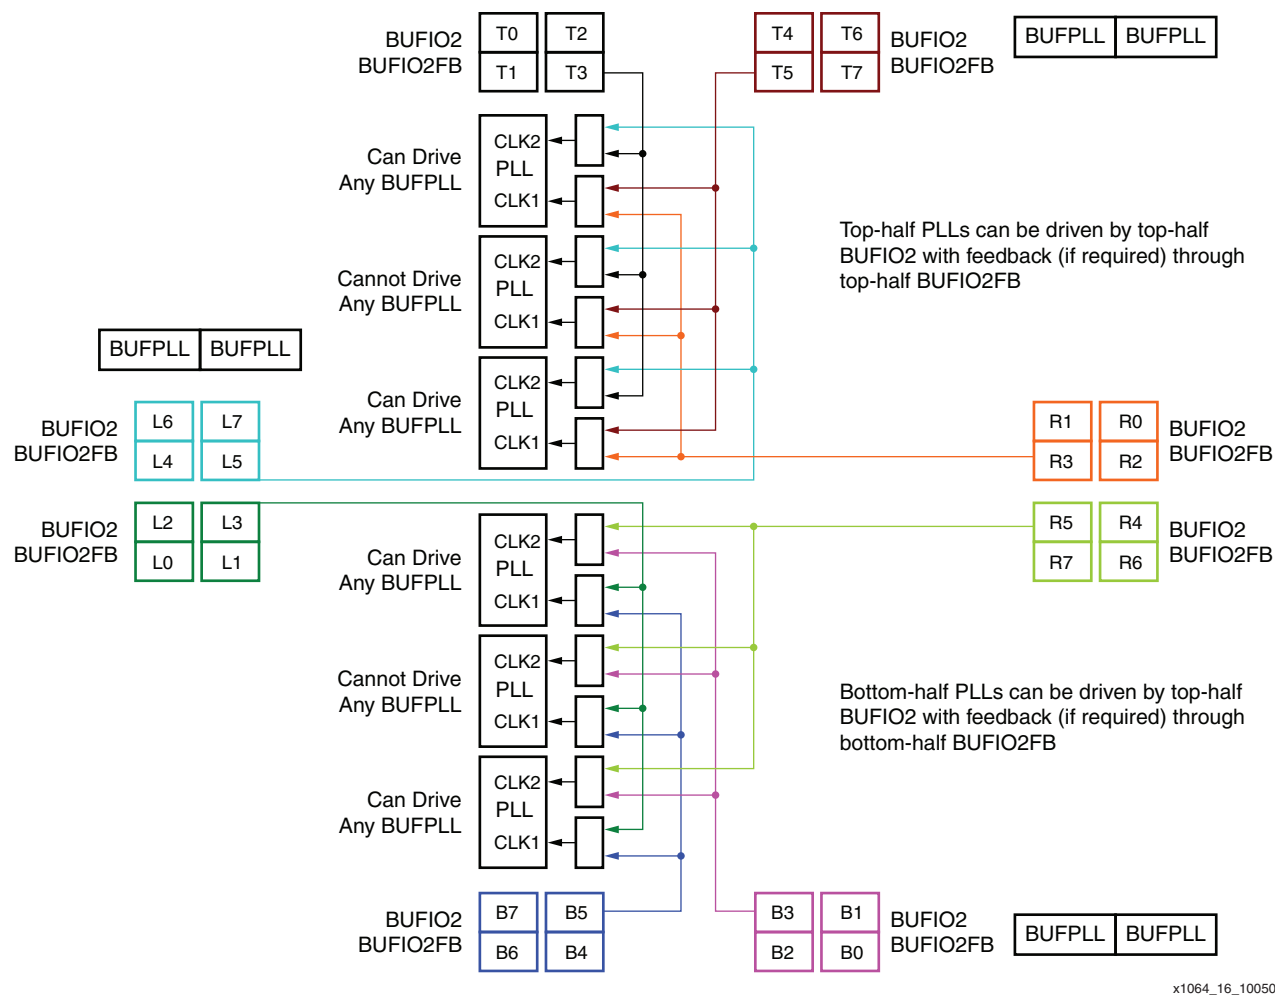 BUFIO2
BUFIO2FB
T0 T2
T1 T3
T4 T6
T5 T7
BUFIO2
BUFIO2FB
BUFPLL BUFPLL
Can Drive
Any BUFPLL
CLK2
PLL
CLK1
Cannot Drive
Any BUFPLL
CLK2
PLL
CLK1
Can Drive
Any BUFPLL
CLK2
PLL
CLK1
Top-half PLLs can be driven by top-half
BUFIO2 with feedback (if required) through
top-half BUFIO2FB
BUFPLL BUFPLL
BUFIO2
BUFIO2FB
L6 L7
L4 L5
R1 R0
R3 R2
BUFIO2
BUFIO2FB
BUFIO2
BUFIO2FB
L2 L3
L0 L1
R5 R4
R7 R6
BUFIO2
BUFIO2FB
Can Drive
Any BUFPLL
CLK2
PLL
CLK1
Cannot Drive
Any BUFPLL
CLK2
PLL
CLK1
Can Drive
Any BUFPLL
CLK2
PLL
CLK1
Bottom-half PLLs can be driven by top-half
BUFIO2 with feedback (if required) through
bottom-half BUFIO2FB
BUFIO2
BUFIO2FB
B7 B5
B6 B4
B3 B1
B2 B0
BUFIO2
BUFIO2FB
BUFPLL BUFPLL
x1064_16_10050